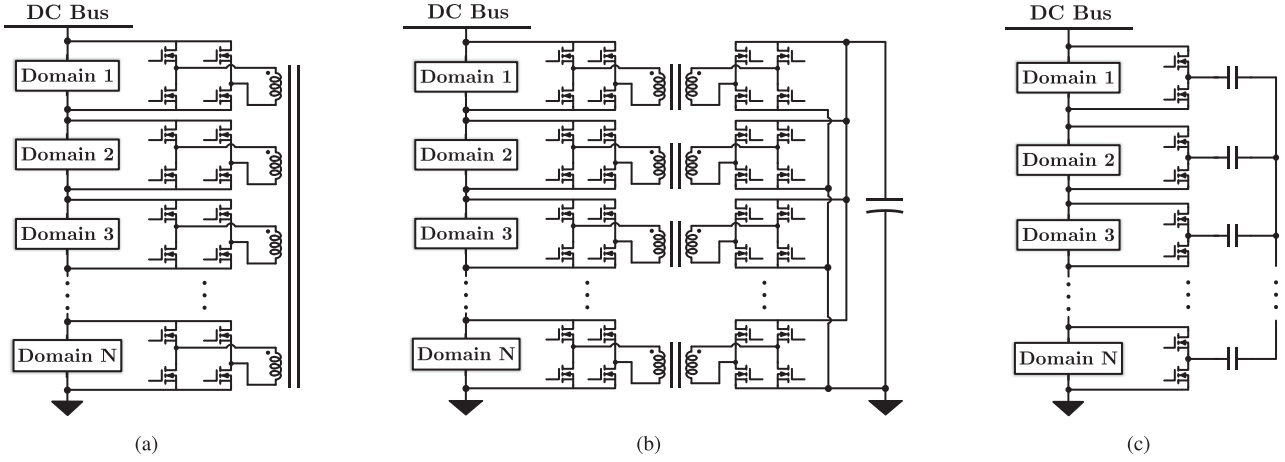 DC Bus
Domain 1
Domain 2
Domain 3
Domain N
(a)
DC Bus
Domain 1
Domain 2
Domain 3
Domain N
(b)
DC Bus
Domain 1
Domain 2
Domain 3
Domain N
(c)